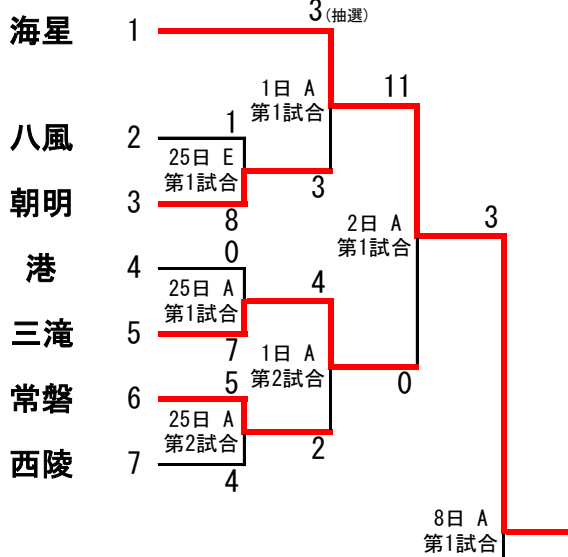 海星 1
3(抽選)
1日 A
第1試合
11
八風 2
1
25日 E
第1試合
朝明 3
8
3
2日 A
第1試合
3
港 4
0
25日 A
第1試合
4
三滝 5
7
1日 A
第2試合
0
常磐 6
5
25日 A
第2試合
2
西陵 7
4
8日 A
第1試合